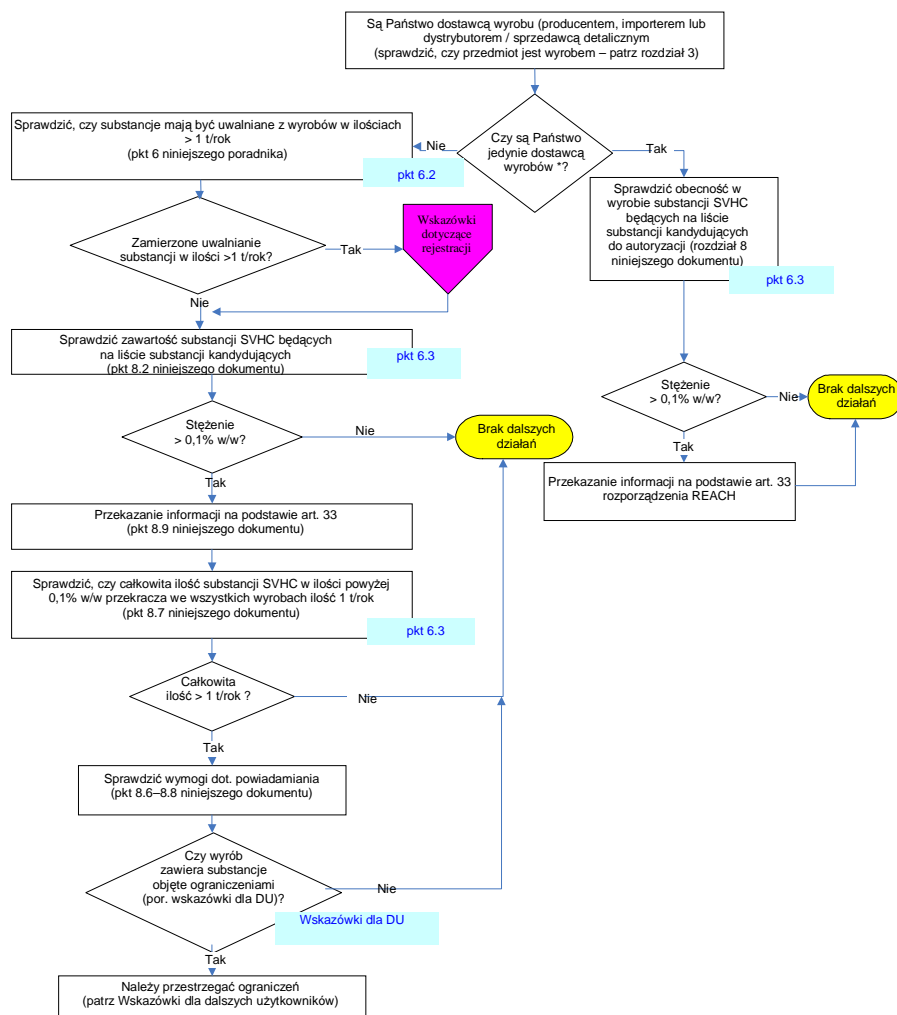 Są Państwo dostawcą wyrobu (producentem, importerem lub
dystrybutorem / sprzedawcą detalicznym
(sprawdzić, czy przedmiot jest wyrobem – patrz rozdział 3)
Czy są Państwo
jedynie dostawcą
wyrobów *?
Nie
Tak
Sprawdzić, czy substancje mają być uwalniane z wyrobów w ilościach
> 1 t/rok
(pkt 6 niniejszego poradnika)
pkt 6.2
Zamierzone uwalnianie
substancji w ilości >1 t/rok?
Tak
Wskazówki
dotyczące
rejestracji
Nie
Sprawdzić zawartość substancji SVHC będących
na liście substancji kandydujących
(pkt 8.2 niniejszego dokumentu)
pkt 6.3
Stężenie
> 0,1% w/w?
Nie
Brak dalszych
działań
Tak
Przekazanie informacji na podstawie art. 33
(pkt 8.9 niniejszego dokumentu)
Sprawdzić, czy całkowita ilość substancji SVHC w ilości powyżej
0,1% w/w przekracza we wszystkich wyrobach ilość 1 t/rok
(pkt 8.7 niniejszego dokumentu)
pkt 6.3
Całkowita
ilość > 1 t/rok ?
Nie
Tak
Sprawdzić wymogi dot. powiadamiania
(pkt 8.6–8.8 niniejszego dokumentu)
Czy wyrób
zawiera substancje
objęte ograniczeniami
(por. wskazówki dla DU)?
Nie
Wskazówki dla DU
Tak
Należy przestrzegać ograniczeń
(patrz Wskazówki dla dalszych użytkowników)
Sprawdzić obecność w
wyrobie substancji SVHC
będących na liście
substancji kandydujących
do autoryzacji (rozdział 8
niniejszego dokumentu)
pkt 6.3
Stężenie
> 0,1% w/w?
Nie
Brak dalszych
działań
Tak
Przekazanie informacji na podstawie art. 33
rozporządzenia REACH